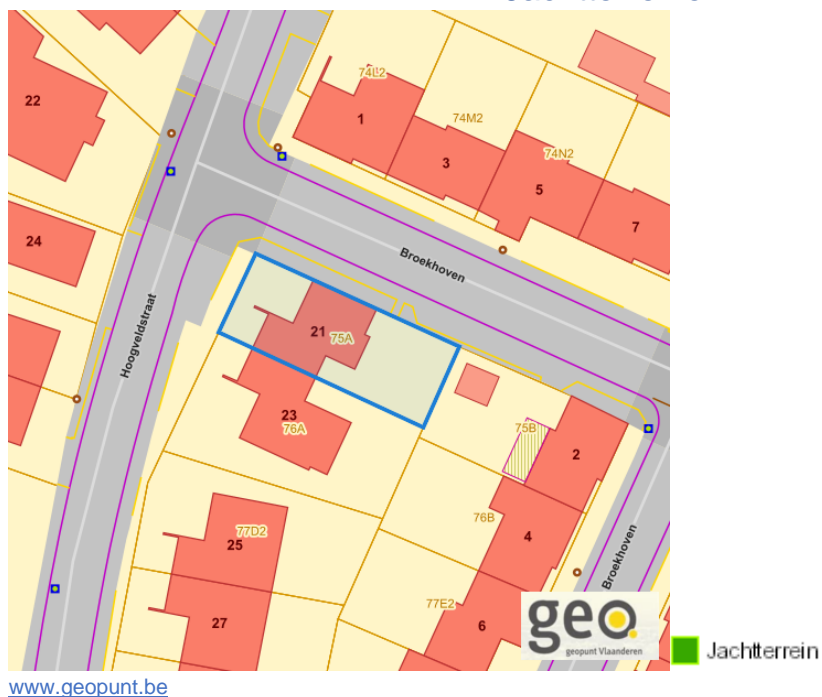 74L2
22
1
74M2
3
74N2
5
7
24
Broekhoven
Hoogveldstraat
21
75A
23
76A
75B
2
76B
4
77D2
25
Broekhoven
77E2
27
6
geo.
geopunt Vlaanderen
Jachtterrein
www.geopunt.be